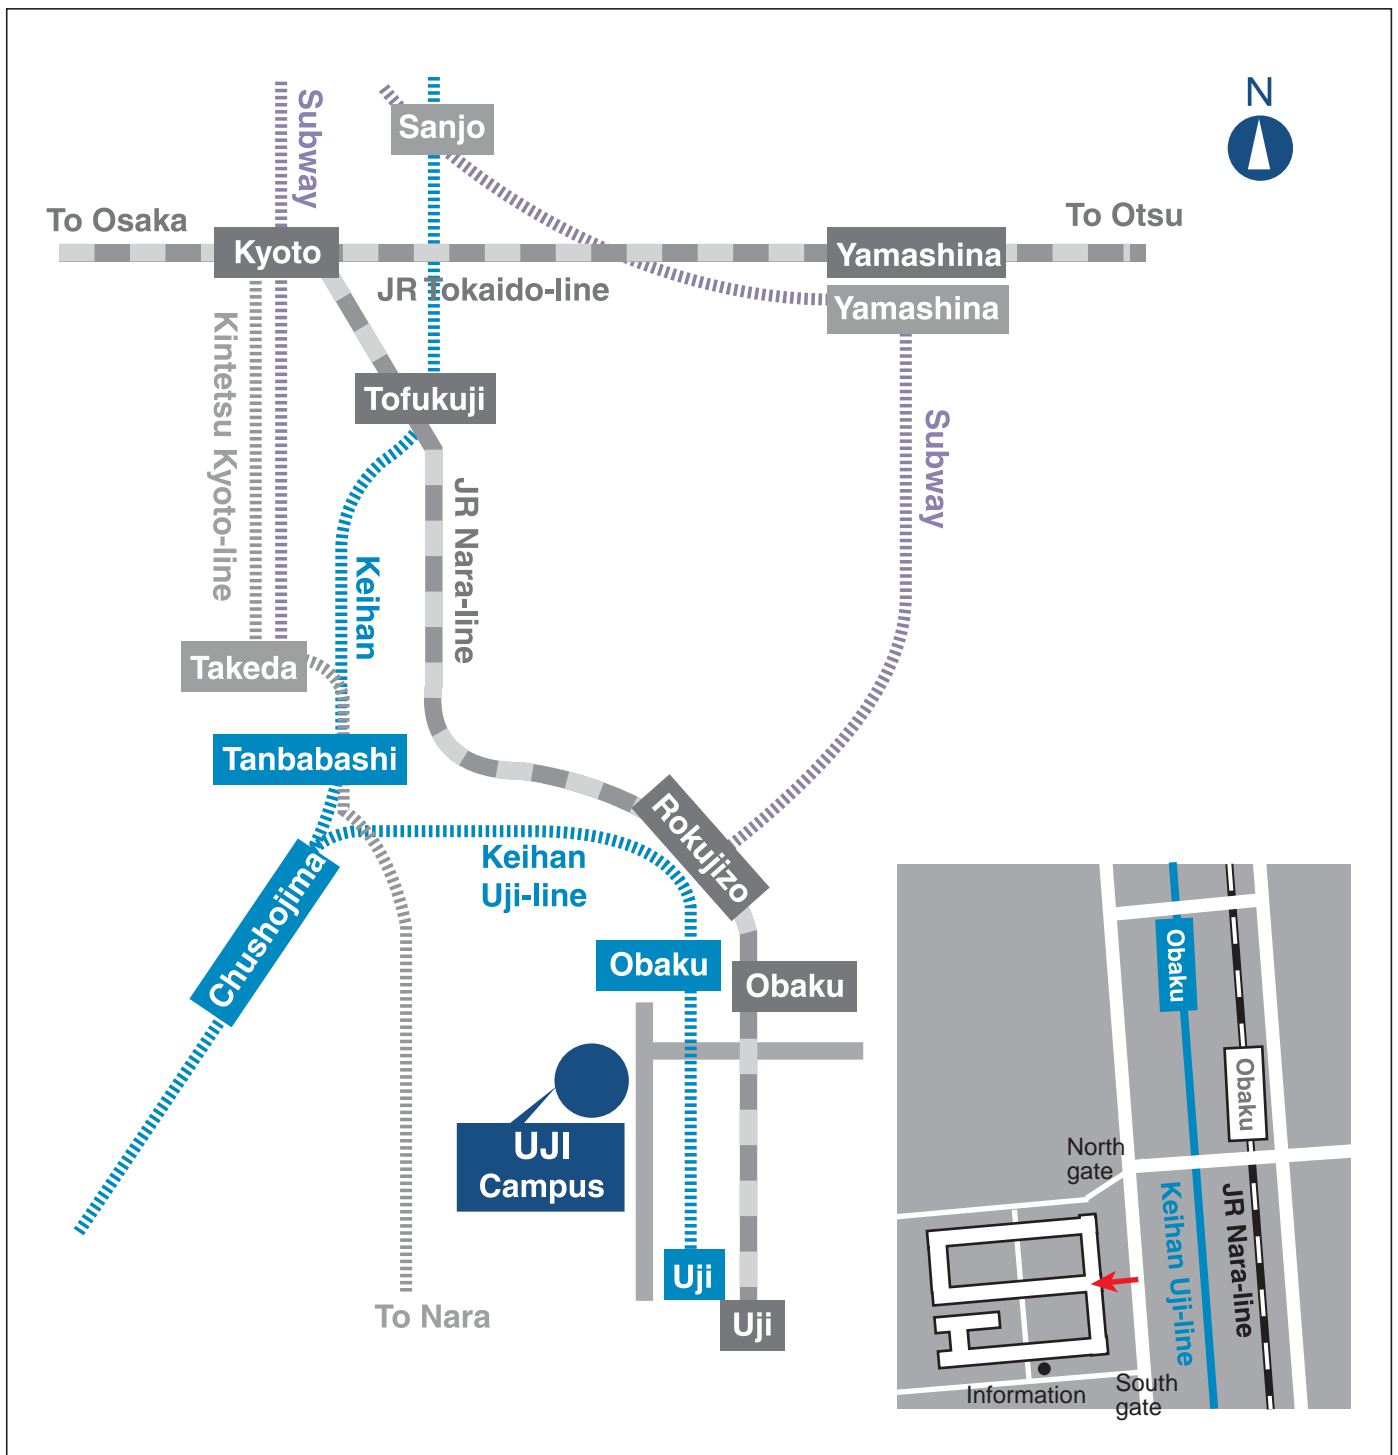 N
Subway
Sanjo
To Osaka
To Otsu
Kyoto
Yamashina
JR Tokaido-line
Yamashina
Kintetsu Kyoto-line
Tofukuji
Subway
JR Nara-line
Keihan
Takeda
Tanbabashi
Rokujizo
Keihan
Uji-line
Chushojima
Obaku
Obaku
UJI
Campus
Uji
Uji
To Nara
Obaku
Obaku
North
gate
Keihan Uji-line
JR Nara-line
Information
South
gate